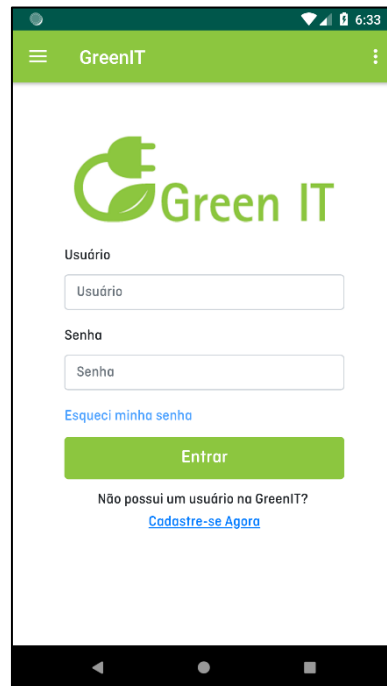 6:33
GreenIT
Green IT
Usuário
Usuário
Senha
Senha
Esqueci minha senha
Entrar
Não possui um usuário na GreenIT?
Cadastre-se Agora